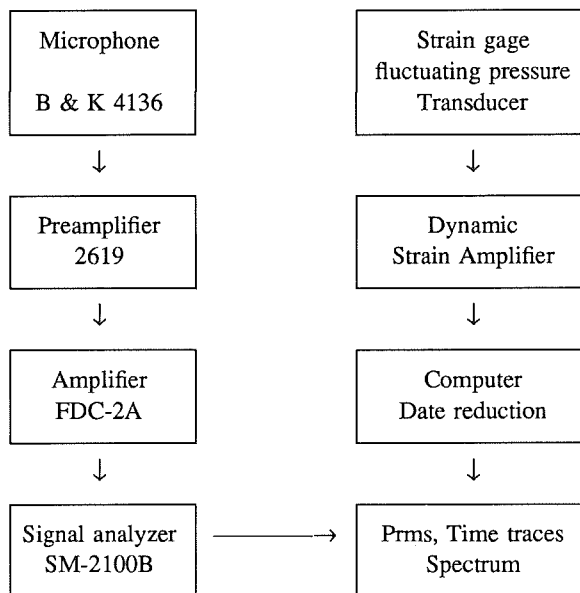 Microphone
B & K 4136
Strain gage
fluctuating pressure
Transducer
↓
↓
Preamplifier
2619
Dynamic
Strain Amplifier
↓
↓
Amplifier
FDC-2A
Computer
Date reduction
↓
↓
Signal analyzer
SM-2100B
→
Prms, Time traces
Spectrum